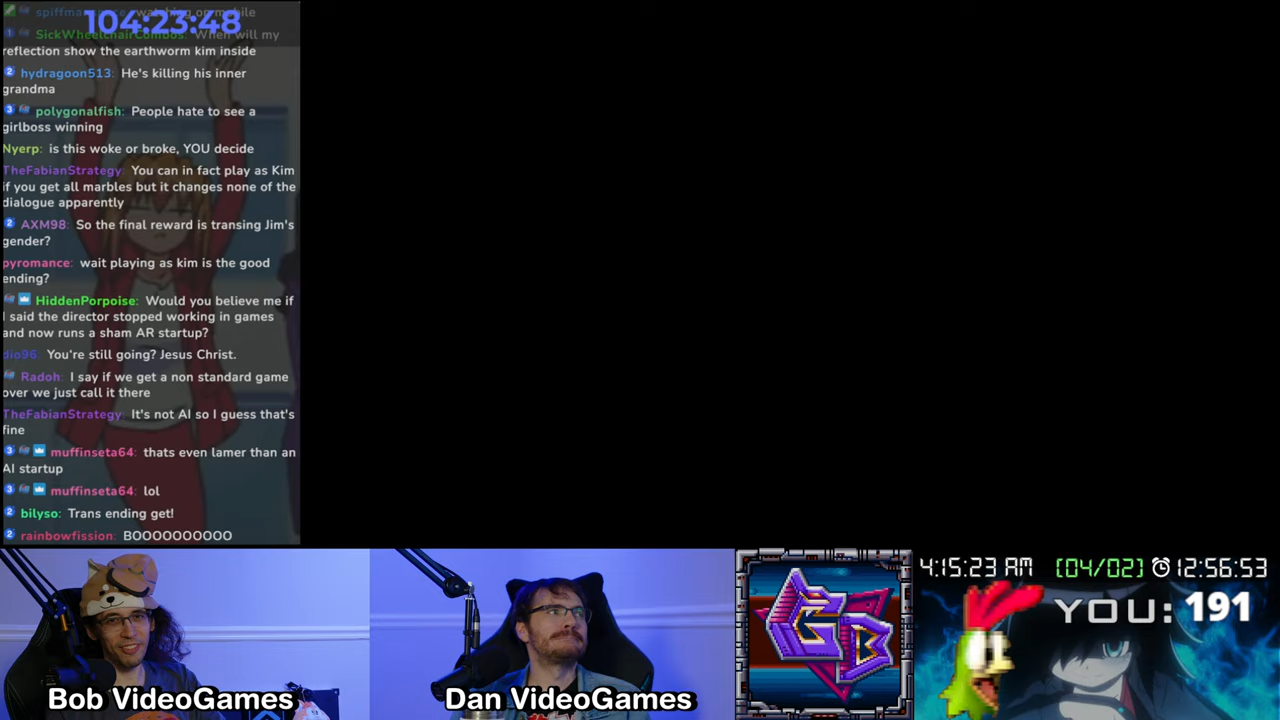 spiffmanspace: watching on mobile
104:23:48
SickWheelchairCombos: When will my
reflection show the earthworm kim inside
hydragoon513: He's killing his inner
grandma
polygonalfish: People hate to see a
girlboss winning
Nyerp: is this woke or broke, YOU decide
TheFabianStrategy: You can in fact play as Kim
if you get all marbles but it changes none of the
dialogue apparently
AXM98: So the final reward is transing Jim's
gender?
pyromance: wait playing as kim is the good
ending?
HiddenPorpoise: Would you believe me if
I said the director stopped working in games
and now runs a sham AR startup?
dio96: You're still going? Jesus Christ.
Radoh: I say if we get a non standard game
over we just call it there
TheFabianStrategy: It's not AI so I guess that's
fine
muffinseta64: thats even lamer than an
AI startup
muffinseta64: lol
bilyso: Trans ending get!
rainbowfission: BOOOOOOOOOO
Bob VideoGames
Dan VideoGames
GB
4:15:23 AM [04/02] 12:56:53
YOU: 191